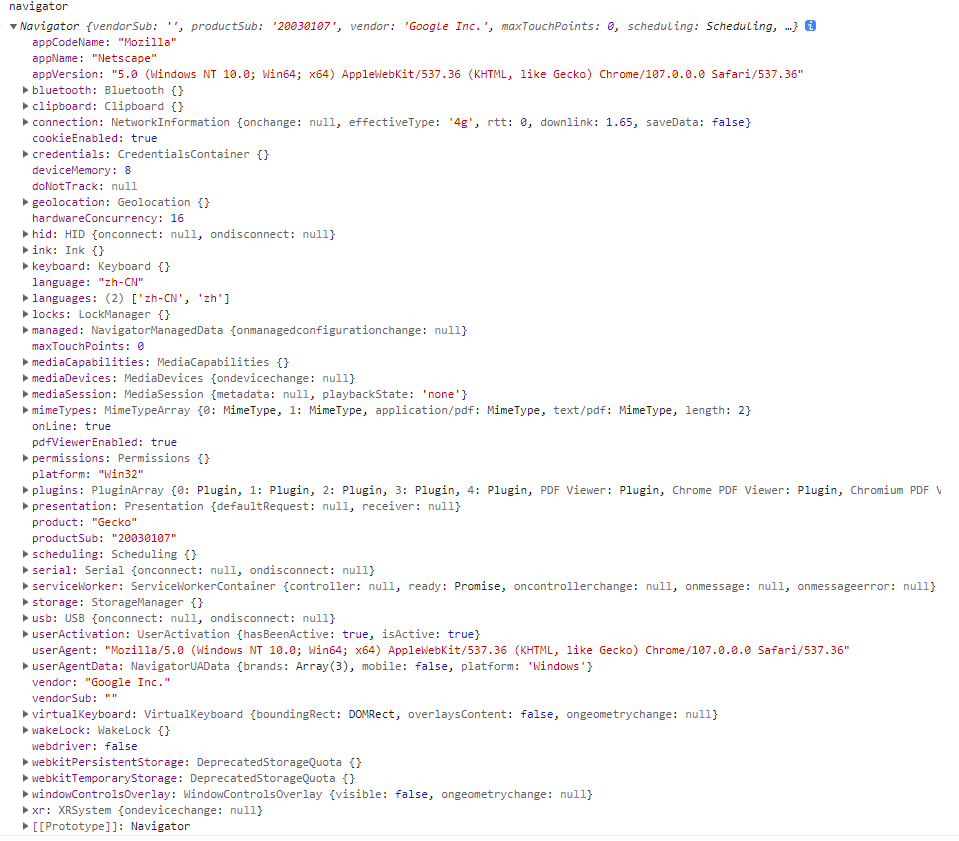 navigator
Navigator {vendorSub: '', productSub: '20030107', vendor: 'Google Inc.', maxTouchPoints: 0, scheduling: Scheduling, …}
appCodeName: "Mozilla"
appName: "Netscape"
appVersion: "5.0 (Windows NT 10.0; Win64; x64) AppleWebKit/537.36 (KHTML, like Gecko) Chrome/107.0.0.0 Safari/537.36"
bluetooth: Bluetooth {}
clipboard: Clipboard {}
connection: NetworkInformation {onchange: null, effectiveType: '4g', rtt: 0, downlink: 1.65, saveData: false}
cookieEnabled: true
credentials: CredentialsContainer {}
deviceMemory: 8
doNotTrack: null
geolocation: Geolocation {}
hardwareConcurrency: 16
hid: HID {onconnect: null, ondisconnect: null}
ink: Ink {}
keyboard: Keyboard {}
language: "zh-CN"
languages: (2) ['zh-CN', 'zh']
locks: LockManager {}
managed: NavigatorManagedData {onmanagedconfigurationchange: null}
maxTouchPoints: 0
mediaCapabilities: MediaCapabilities {}
mediaDevices: MediaDevices {ondevicechange: null}
mediaSession: MediaSession {metadata: null, playbackState: 'none'}
mimeTypes: MimeTypeArray {0: MimeType, 1: MimeType, application/pdf: MimeType, text/pdf: MimeType, length: 2}
onLine: true
pdfViewerEnabled: true
permissions: Permissions {}
platform: "Win32"
plugins: PluginArray {0: Plugin, 1: Plugin, 2: Plugin, 3: Plugin, 4: Plugin, PDF Viewer: Plugin, Chrome PDF Viewer: Plugin, Chromium PDF
presentation: Presentation {defaultRequest: null, receiver: null}
product: "Gecko"
productSub: "20030107"
scheduling: Scheduling {}
serial: Serial {onconnect: null, ondisconnect: null}
serviceWorker: ServiceWorkerContainer {controller: null, ready: Promise, oncontrollerchange: null, onmessage: null, onmessageerror: null}
storage: StorageManager {}
usb: USB {onconnect: null, ondisconnect: null}
userActivation: UserActivation {hasBeenActive: true, isActive: true}
userAgent: "Mozilla/5.0 (Windows NT 10.0; Win64; x64) AppleWebKit/537.36 (KHTML, like Gecko) Chrome/107.0.0.0 Safari/537.36"
userAgentData: NavigatorUAData {brands: Array(3), mobile: false, platform: 'Windows'}
vendor: "Google Inc."
vendorSub: ""
virtualKeyboard: VirtualKeyboard {boundingRect: DOMRect, overlaysContent: false, ongeometrychange: null}
wakeLock: WakeLock {}
webdriver: false
webkitPersistentStorage: DeprecatedStorageQuota {}
webkitTemporaryStorage: DeprecatedStorageQuota {}
windowControlsOverlay: WindowControlsOverlay {visible: false, ongeometrychange: null}
xr: XRSystem {ondevicechange: null}
[[Prototype]]: Navigator